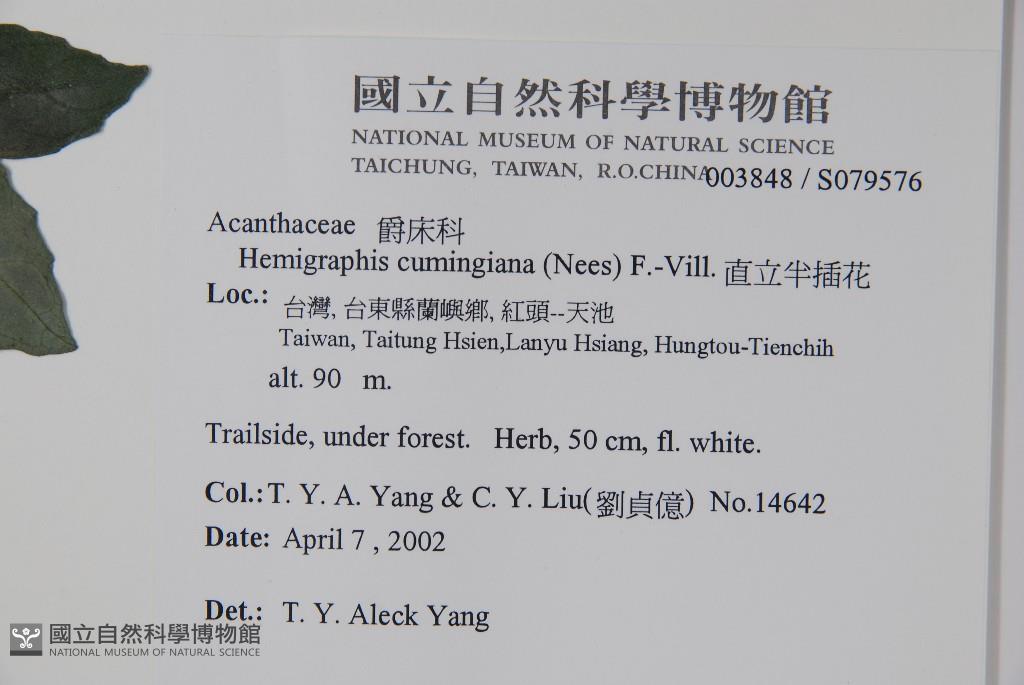 國立自然科學博物館
NATIONAL MUSEUM OF NATURAL SCIENCE
TAICHUNG, TAIWAN, R.O.CHINA 003848 / S079576
Acanthaceae 爵床科
Hemigraphis cumingiana (Nees) F.-Vill. 直立半插花
Loc.: 台灣, 台東縣蘭嶼鄉, 紅頭--天池
Taiwan, Taitung Hsien,Lanyu Hsiang, Hungtou-Tienchih
alt. 90 m.
Trailside, under forest. Herb, 50 cm, fl. white.
Col.: T. Y. A. Yang & C. Y. Liu(劉貞億) No.14642
Date: April 7 , 2002
Det.: T. Y. Aleck Yang
國立自然科學博物館
NATIONAL MUSEUM OF NATURAL SCIENCE